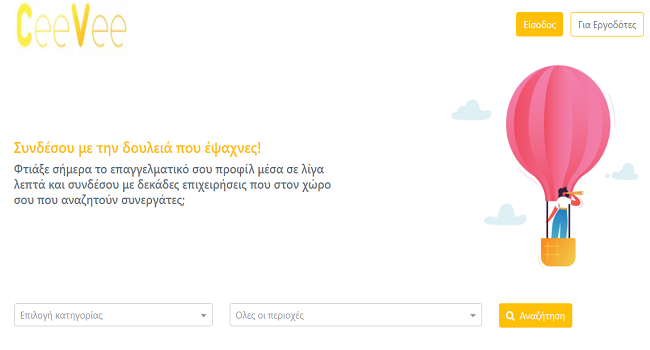 CeeVee
Είσοδος
Για Εργοδότες
Συνδέσου με την δουλειά που έψαχνες!
Φτιάξε σήμερα το επαγγελματικό σου προφίλ μέσα σε λίγα
λεπτά και συνδέσου με δεκάδες επιχειρήσεις που στον χώρο
σου που αναζητούν συνεργάτες;
Επιλογή κατηγορίας
Ολες οι περιοχές
Αναζήτηση